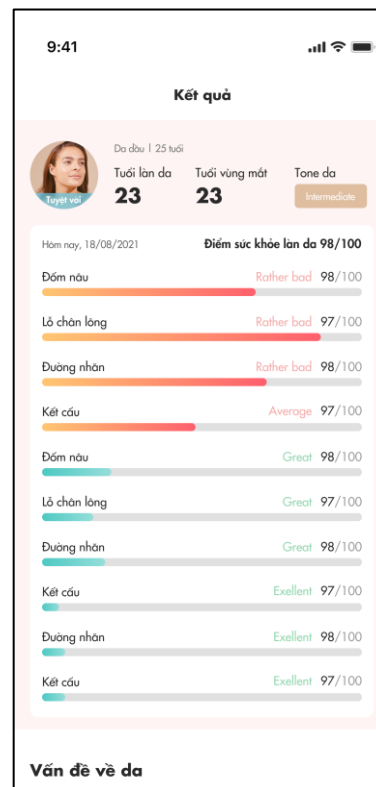 9:41
Kết quả
Da dầu | 25 tuổi
Tuổi làn da Tuổi vùng mắt Tone da
23 23 Intermediate
Tuyệt vời
Hôm nay, 18/08/2021 Điểm sức khỏe làn da 98/100
Đốm nâu Rather bad 98/100
Lỗ chân lông Rather bad 97/100
Đường nhăn Rather bad 98/100
Kết cấu Average 97/100
Đốm nâu Great 98/100
Lỗ chân lông Great 97/100
Đường nhăn Great 98/100
Kết cấu Exellent 97/100
Đường nhăn Exellent 98/100
Kết cấu Exellent 97/100
Vấn đề về da